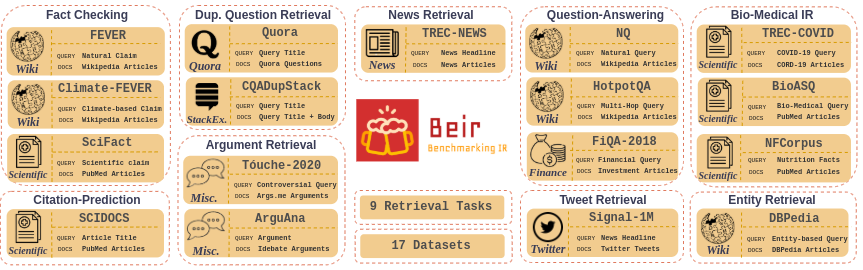 Fact Checking
FEVER
QUERY Natural Claim
DOCS Wikipedia Articles
Wiki
Climate-FEVER
QUERY Climate-based Claim
DOCS Wikipedia Articles
Wiki
SciFact
QUERY Scientific claim
DOCS PubMed Articles
Scientific
Citation-Prediction
SCIDOCS
QUERY Article Title
DOCS PubMed Articles
Scientific
Dup. Question Retrieval
Quora
QUERY Query Title
DOCS Quora Questions
Quora
CQADupStack
QUERY Query Title
DOCS Query Title + Body
StackEx.
Argument Retrieval
Tóuche-2020
QUERY Controversial Query
DOCS Args.me Arguments
Misc.
ArguAna
QUERY Argument
DOCS Idebate Arguments
Misc.
News Retrieval
TREC-NEWS
QUERY News Headline
DOCS News Articles
News
Beir
Benchmarking IR
9 Retrieval Tasks
17 Datasets
Question-Answering
NQ
QUERY Natural Query
DOCS Wikipedia Articles
Wiki
HotpotQA
QUERY Multi-Hop Query
DOCS Wikipedia Articles
Wiki
FiQA-2018
QUERY Financial Query
DOCS Investment Articles
Finance
Tweet Retrieval
Signal-1M
QUERY News Headline
DOCS Twitter Tweets
Twitter
Bio-Medical IR
TREC-COVID
QUERY COVID-19 Query
DOCS CORD-19 Articles
Scientific
BioASQ
QUERY Bio-Medical Query
DOCS PubMed Articles
Scientific
NFCorpus
QUERY Nutrition Facts
DOCS PubMed Articles
Scientific
Entity Retrieval
DBPedia
QUERY Entity-based Query
DOCS DBPedia Articles
Wiki